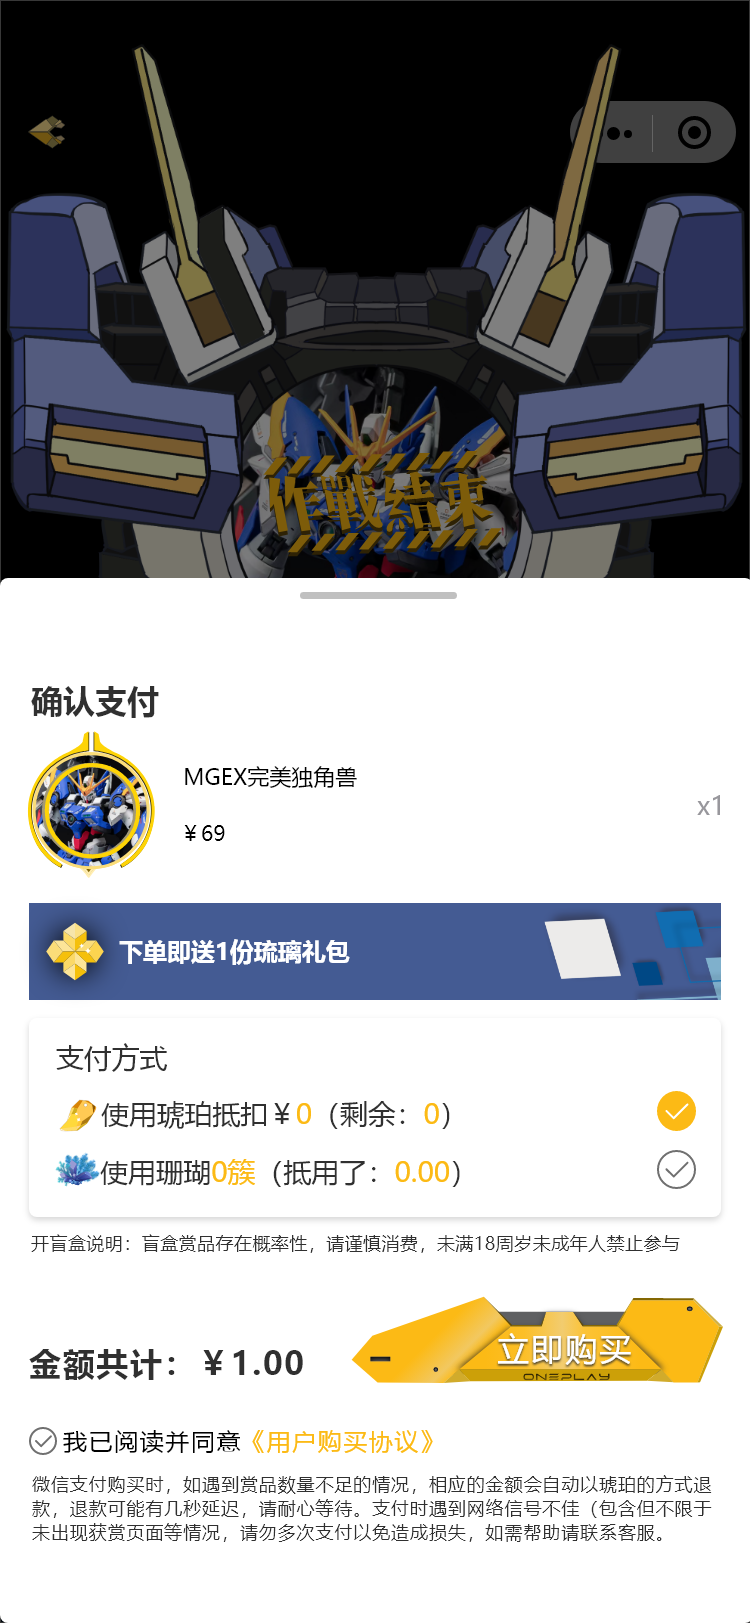 作戰結束
确认支付
MGEX完美独角兽
x1
¥69
下单即送1份琉璃礼包
支付方式
使用琥珀抵扣¥0（剩余：0）
使用珊瑚0簇（抵用了：0.00）
开盲盒说明：盲盒赏品存在概率性，请谨慎消费，未满18周岁未成年人禁止参与
金额共计：¥1.00
立即购买
ONEPLAY
我已阅读并同意《用户购买协议》
微信支付购买时，如遇到赏品数量不足的情况，相应的金额会自动以琥珀的方式退
款，退款可能有几秒延迟，请耐心等待。支付时遇到网络信号不佳（包含但不限于
未出现获赏页面等情况，请勿多次支付以免造成损失，如需帮助请联系客服。